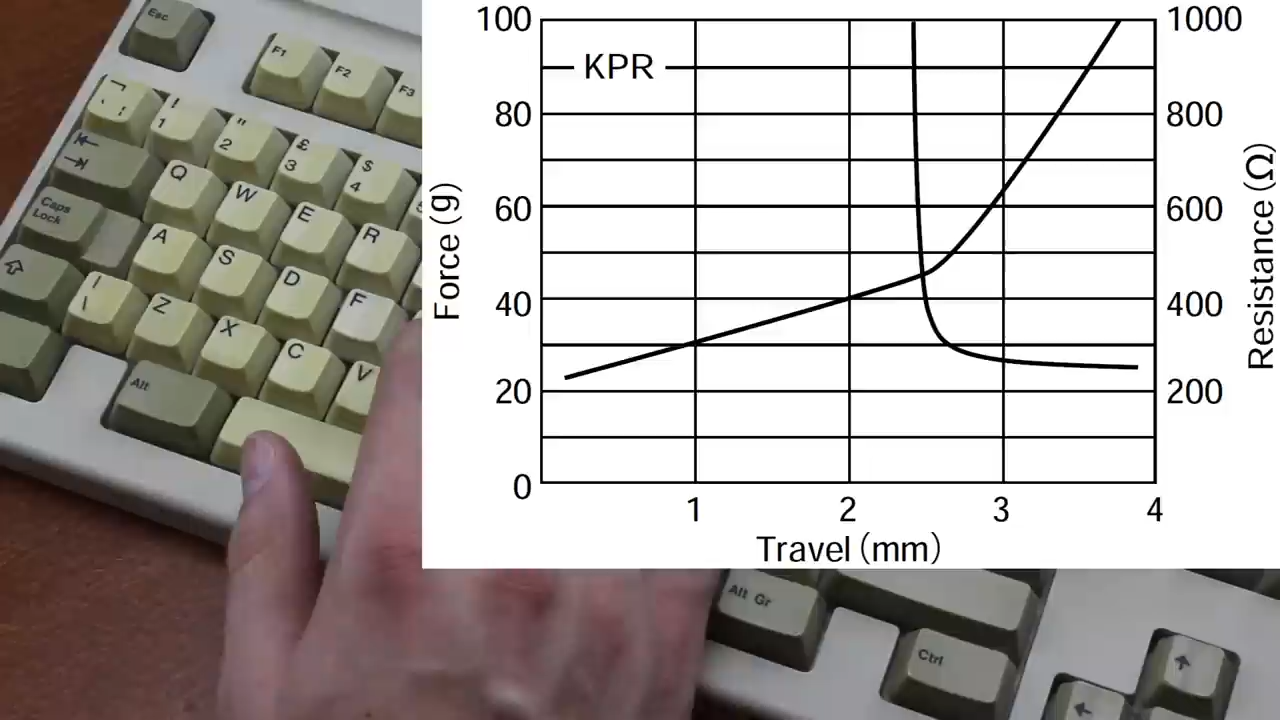 Esc
F1
F2
F3
¬
¦ '
!
1
"
2
£
3
$
4
Q
W
E
R
Caps
Lock
A
S
D
F
|
\
Z
X
C
V
Alt
Alt Gr
Ctrl
KPR
100
80
60
40
20
0
Force (g)
1
2
3
4
Travel (mm)
1000
800
600
400
200
Resistance (Ω)